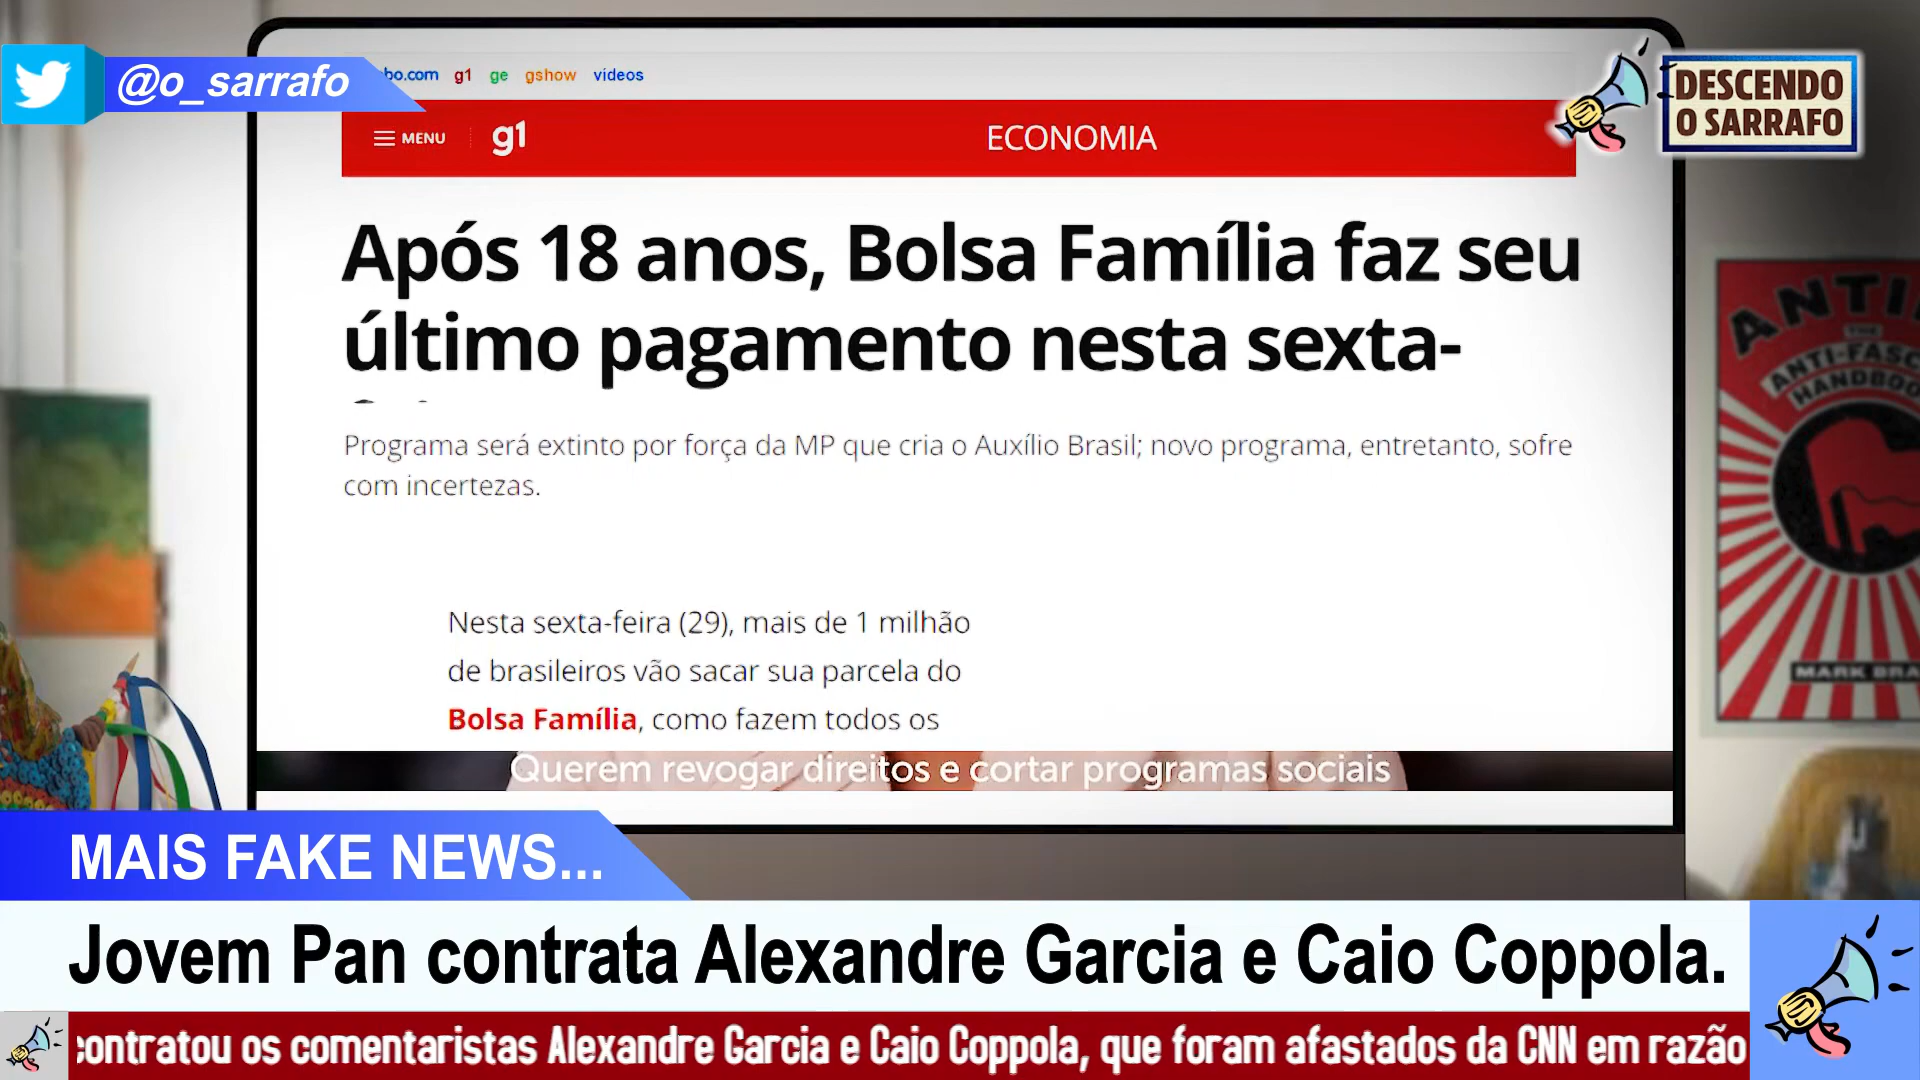 @o_sarrafo
bo.com g1 ge gshow videos
DESCENDO
O SARRAFO
MENU g1 ECONOMIA
Após 18 anos, Bolsa Família faz seu
último pagamento nesta sexta-
Programa será extinto por força da MP que cria o Auxílio Brasil; novo programa, entretanto, sofre
com incertezas.
ANTI
THE
ANTI-FASC
HANDBOO
MARK BRA
Nesta sexta-feira (29), mais de 1 milhão
de brasileiros vão sacar sua parcela do
Bolsa Família, como fazem todos os
Querem revogar direitos e cortar programas sociais
MAIS FAKE NEWS...
Jovem Pan contrata Alexandre Garcia e Caio Coppola.
contratou os comentaristas Alexandre Garcia e Caio Coppola, que foram afastados da CNN em razão